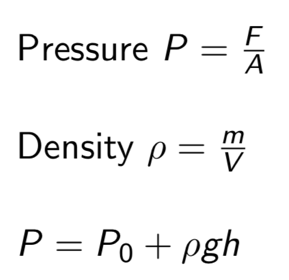 Pressure P = F/A
Density ρ = m/V
P = P₀ + ρgh